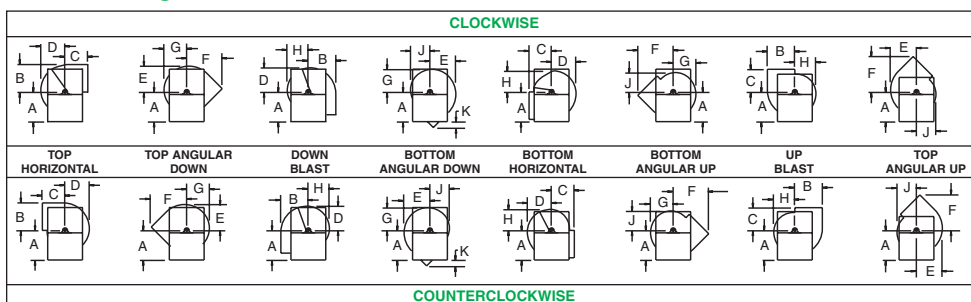 CLOCKWISE
D C B A
G F E A
H B D A
J E G A K
C D H A
F G J A
B H C A
E F A J
TOP HORIZONTAL
TOP ANGULAR DOWN
DOWN BLAST
BOTTOM ANGULAR DOWN
BOTTOM HORIZONTAL
BOTTOM ANGULAR UP
UP BLAST
TOP ANGULAR UP
D C B A
G F E A
H B D A
J E G A K
C D H A
F G J A
B H C A
J F A E
COUNTERCLOCKWISE